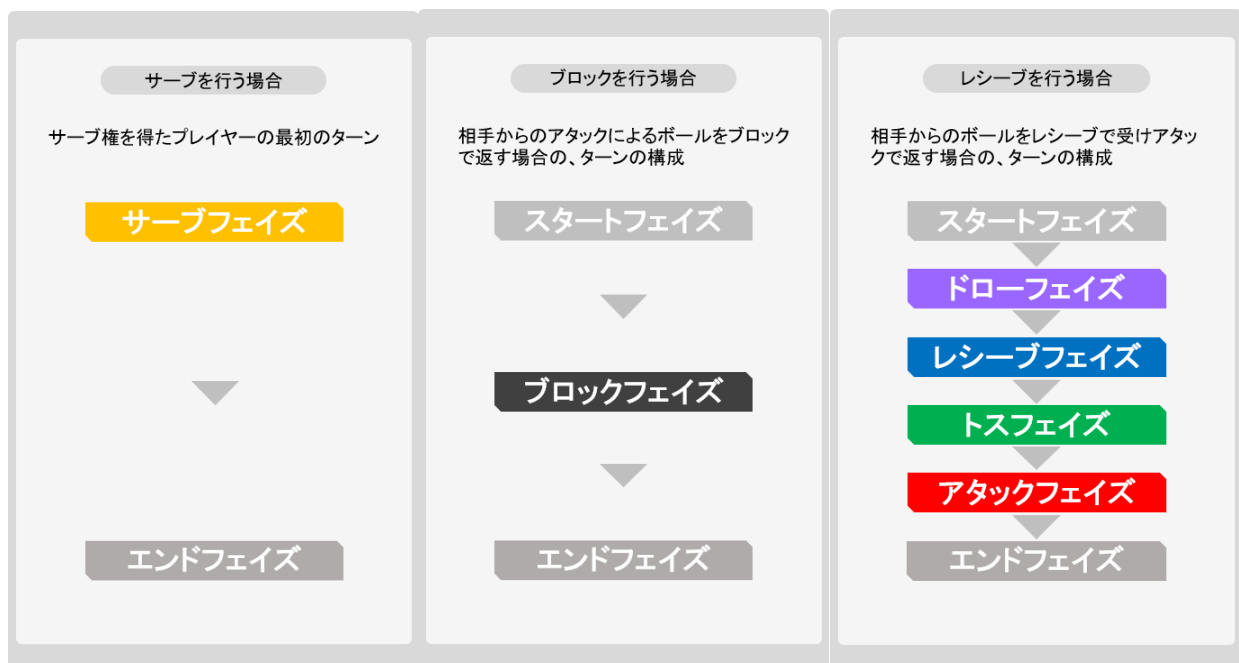 サーブを行う場合
サーブ権を得たプレイヤーの最初のターン
サーブフェイズ
エンドフェイズ
ブロックを行う場合
相手からのアタックによるボールをブロック
で返す場合の、ターンの構成
スタートフェイズ
ブロックフェイズ
エンドフェイズ
レシーブを行う場合
相手からのボールをレシーブで受けアタッ
クで返す場合の、ターンの構成
スタートフェイズ
ドローフェイズ
レシーブフェイズ
トスフェイズ
アタックフェイズ
エンドフェイズ